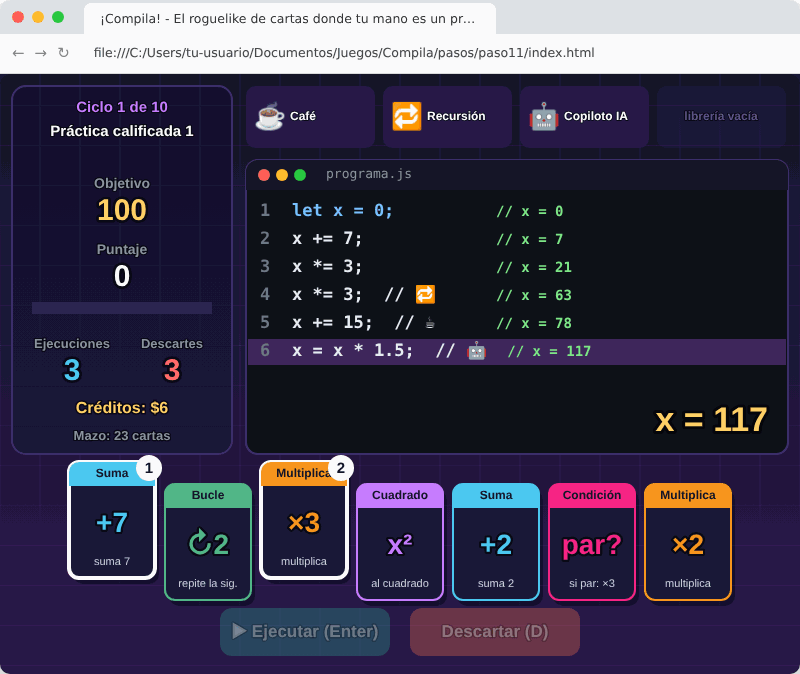 ¡Compila! - El roguelike de cartas donde tu mano es un pr...
file:///C:/Users/tu-usuario/Documentos/Juegos/Compila/pasos/paso11/index.html
Ciclo 1 de 10
Práctica calificada 1
Objetivo
100
Puntaje
0
Ejecuciones Descartes
3 3
Créditos: $6
Mazo: 23 cartas
Café
Recursión
Copiloto IA
librería vacía
programa.js
1 let x = 0; // x = 0
2 x += 7; // x = 7
3 x *= 3; // x = 21
4 x *= 3; // 🔁 // x = 63
5 x += 15; // ☕ // x = 78
6 x = x * 1.5; // 🤖 // x = 117
x = 117
Suma 1
+7
suma 7
Bucle
↻2
repite la sig.
Multiplica 2
×3
multiplica
Cuadrado
x²
al cuadrado
Suma
+2
suma 2
Condición
par?
si par: ×3
Multiplica
×2
multiplica
▶ Ejecutar (Enter)
Descartar (D)